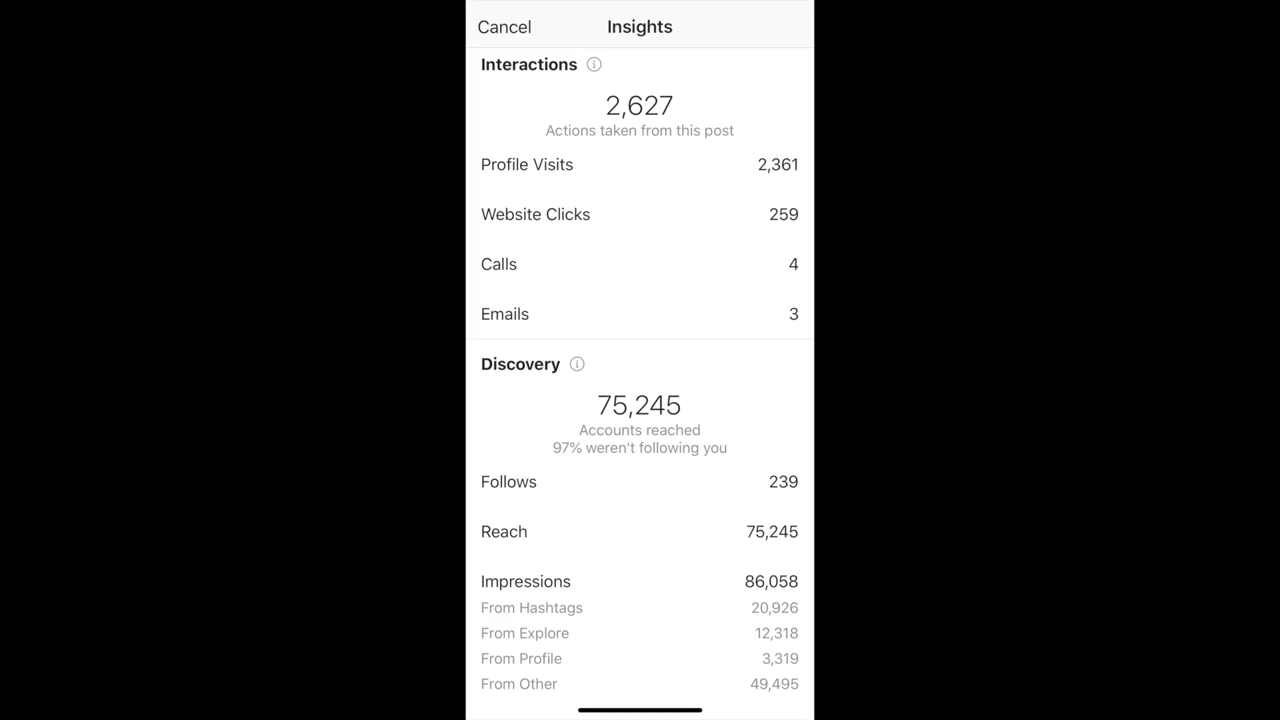 Cancel Insights
Interactions
2,627
Actions taken from this post
Profile Visits 2,361
Website Clicks 259
Calls 4
Emails 3
Discovery
75,245
Accounts reached
97% weren't following you
Follows 239
Reach 75,245
Impressions 86,058
From Hashtags 20,926
From Explore 12,318
From Profile 3,319
From Other 49,495